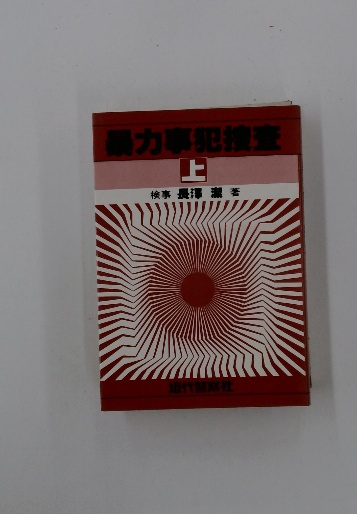 暴力事犯捜査
上
検事 長澤 潔 著
近代警察社